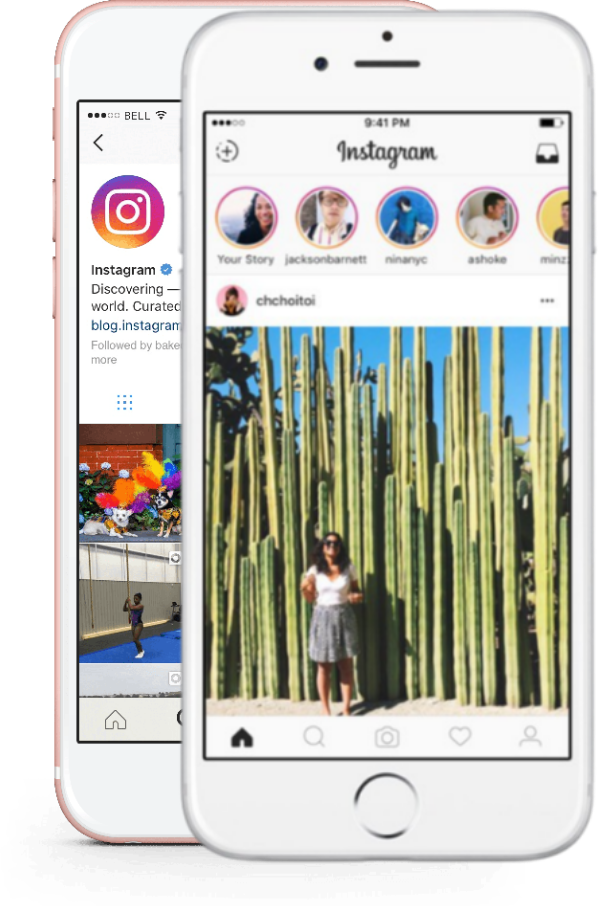 BELL
Instagram
Discovering —
world. Curated
blog.instagram
Followed by bake
more
9:41 PM
Instagram
Your Story jacksonbarnett ninanyc ashoke minz
chchoitoi